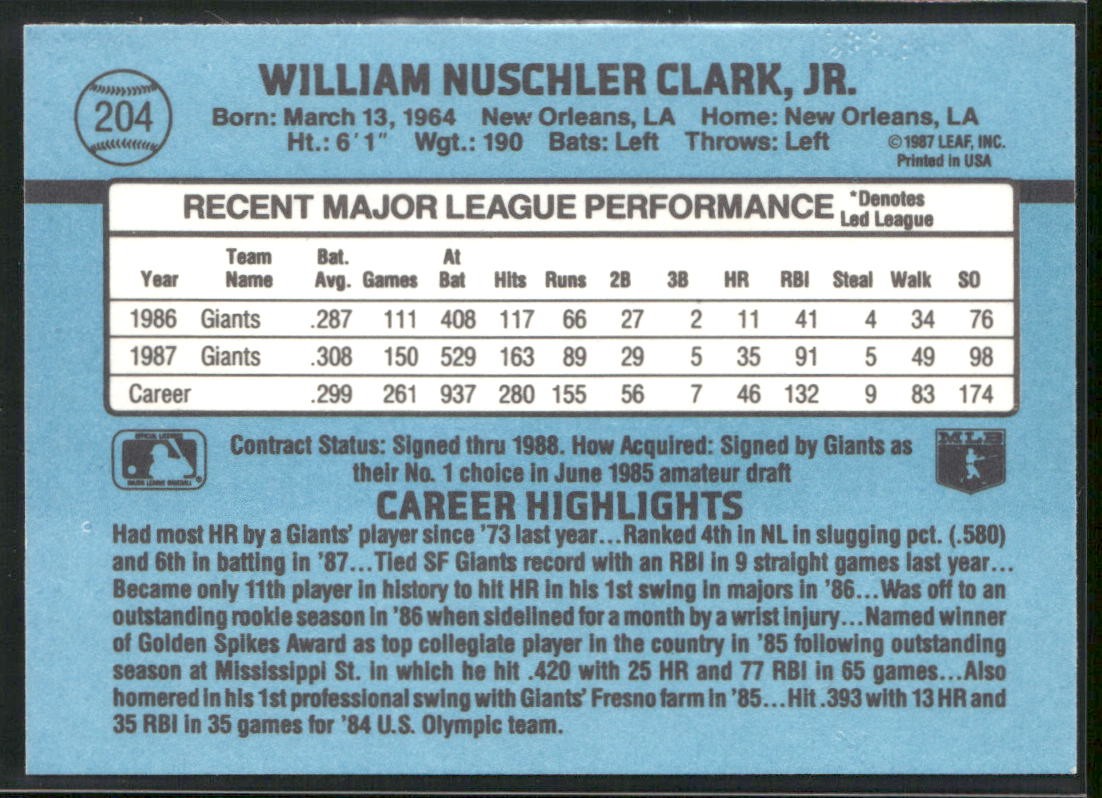 204
WILLIAM NUSCHLER CLARK, JR.
Born: March 13, 1964 New Orleans, LA Home: New Orleans, LA
Ht.: 6'1" Wgt.: 190 Bats: Left Throws: Left
©1987 LEAF, INC.
Printed in USA
RECENT MAJOR LEAGUE PERFORMANCE
*Denotes
Led League
Year Team Name Bat. Avg. Games At Bat Hits Runs 2B 3B HR RBI Steal Walk SO
1986 Giants .287 111 408 117 66 27 2 11 41 4 34 76
1987 Giants .308 150 529 163 89 29 5 35 91 5 49 98
Career .299 261 937 280 155 56 7 46 132 9 83 174
OFFICIAL LICENSEE
MAJOR LEAGUE BASEBALL
®
Contract Status: Signed thru 1988. How Acquired: Signed by Giants as
their No. 1 choice in June 1985 amateur draft
MLB
CAREER HIGHLIGHTS
Had most HR by a Giants' player since '73 last year...Ranked 4th in NL in slugging pct. (.580)
and 6th in batting in '87...Tied SF Giants record with an RBI in 9 straight games last year...
Became only 11th player in history to hit HR in his 1st swing in majors in '86...Was off to an
outstanding rookie season in '86 when sidelined for a month by a wrist injury...Named winner
of Golden Spikes Award as top collegiate player in the country in '85 following outstanding
season at Mississippi St. in which he hit .420 with 25 HR and 77 RBI in 65 games...Also
homered in his 1st professional swing with Giants' Fresno farm in '85...Hit .393 with 13 HR and
35 RBI in 35 games for '84 U.S. Olympic team.